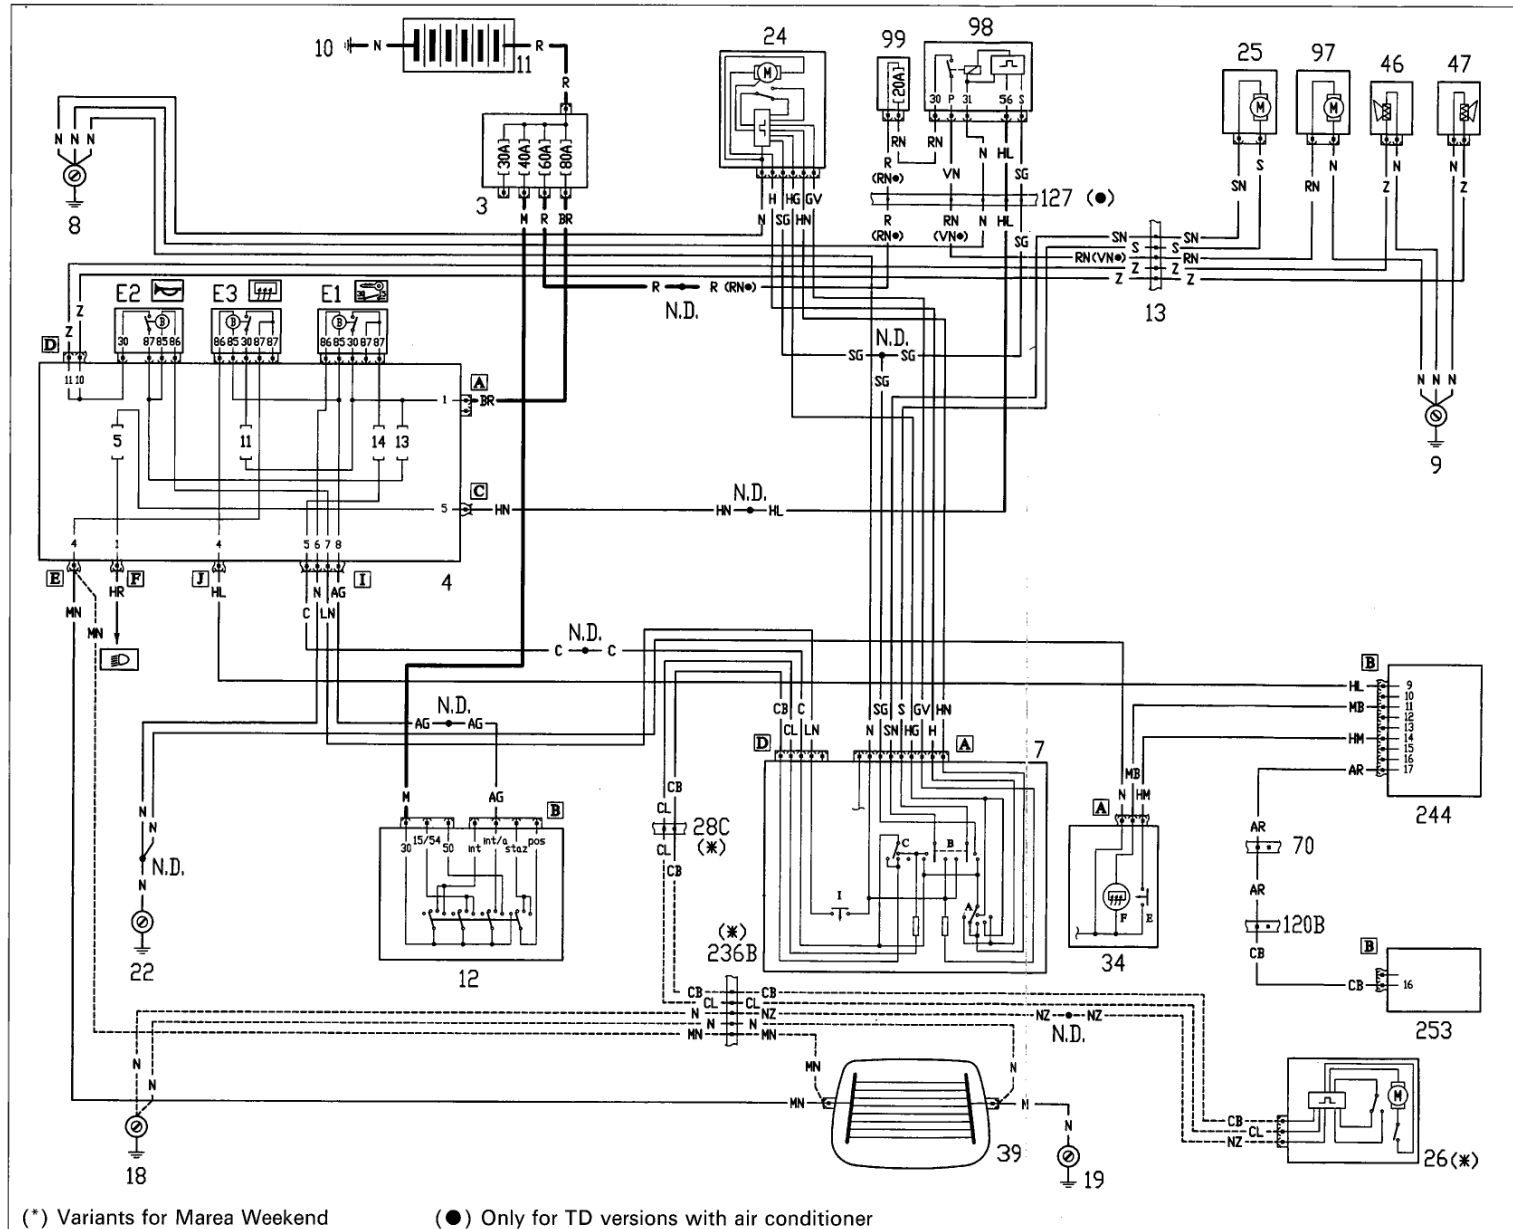 10
N
11
R
R
24
M
99
[20A]
98
30 P 31 56 S
25
M
97
M
46
47
N N N
8
[30A] [40A] [60A] [80A]
3
M R BR
RN RN N HL
R
(RN●)
VN
SG
N H SG HG HN GV
127 (●)
R
(RN●)
RN
(VN●)
N HL SG
SN S RN N Z N N Z
SN SN
S S
RN(VN●) RN
Z Z
Z Z
13
R R (RN●)
N.D.
Z Z
E2
B
30 87 85 86
E3
B
86 85 30 87 87
E1
B
86 85 30 87 87
D
11 10
A
1 BR
SG N.D. SG
SG
N N N
9
5 11 14 13
C
5 HN
HN N.D. HL
4 1 4 5 6 7 8
E F J I 4
MN HR HL C N LN AG
MN
C N.D. C
AG N.D. AG
B
HL 9
10
MB 11
12
13
HM 14
15
16
AR 17
244
CB CL C LN
N SG SN S HG GV H HN
D A 7
N MB HM
A
N N
N.D.
N
22
M AG
B
30 15/54 50 int int/a staz pos
12
CL CB
28C
(*)
CL CB
C B
I
A
F E
34
AR
70
AR
120B
CB
B
CB 16
253
(*)
236B
CB CB
CL CL
N NZ
N N
MN MN
NZ N.D. NZ
N N
18
MN N
MN
39
N
19
M
CB
CL
NZ
26(*)
(*) Variants for Marea Weekend
(●) Only for TD versions with air conditioner